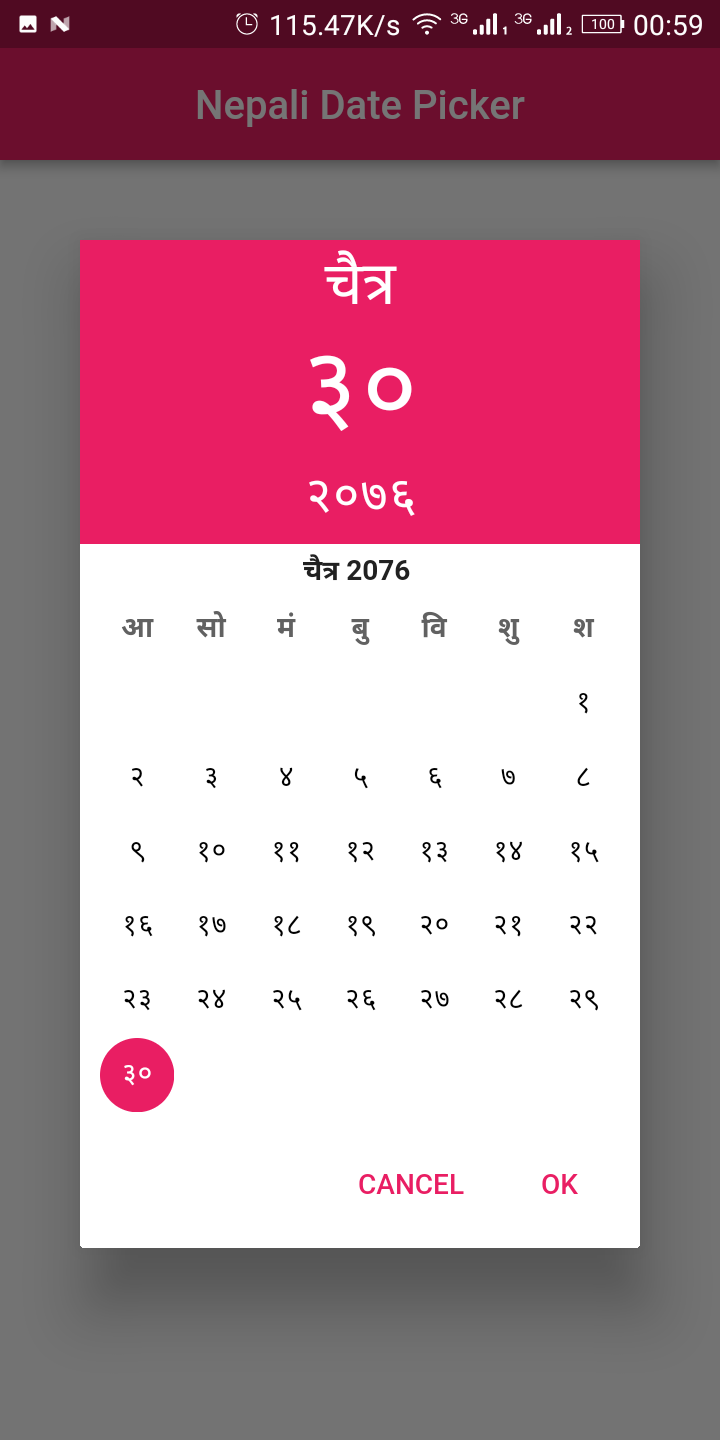 115.47K/s 3G 1 3G 2 100 00:59
Nepali Date Picker
चैत्र
३०
२०७६
चैत्र 2076
आ सो मं बु वि शु श
१
२ ३ ४ ५ ६ ७ ८
९ १० ११ १२ १३ १४ १५
१६ १७ १८ १९ २० २१ २२
२३ २४ २५ २६ २७ २८ २९
३०
CANCEL OK